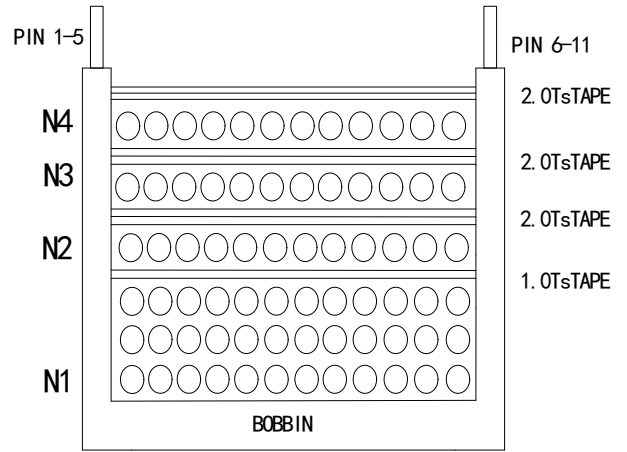 PIN 1-5
PIN 6-11
2.0TsTAPE
N4
2.0TsTAPE
N3
2.0TsTAPE
N2
1.0TsTAPE
N1
BOBBIN